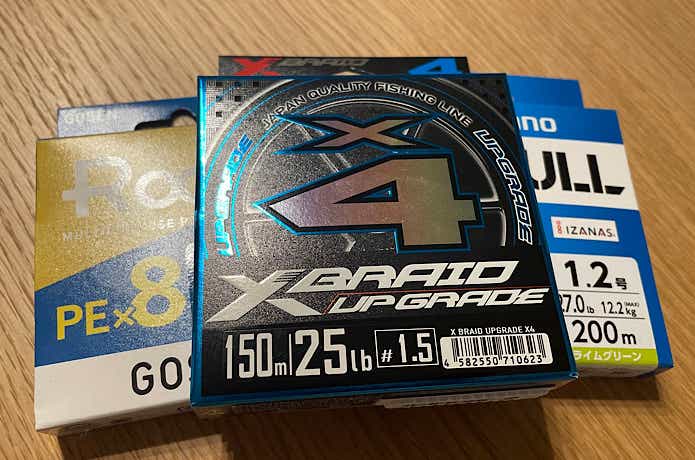 X BRAID
4
JAPAN QUALITY FISHING LINE
UPGRADE
UPGRADE
X
4
X BRAID
UPGRADE
150m 25lb #1.5
X BRAID UPGRADE X4
4 582550 710623
GOSEN
PE×8
ULL
IZANAS
1.2号
27.0lb 12.2kg
(MAX)
200m
ライムグリーン